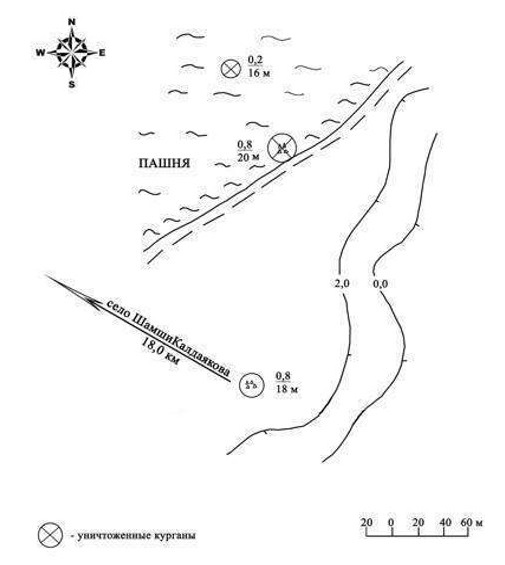 N
W E
S
0,2
16 м
0,8
20 м
ПАШНЯ
2,0 0,0
село ШамшиКаллаякова
18,0 км
0,8
18 м
- уничтоженные курганы
20 0 20 40 60 м